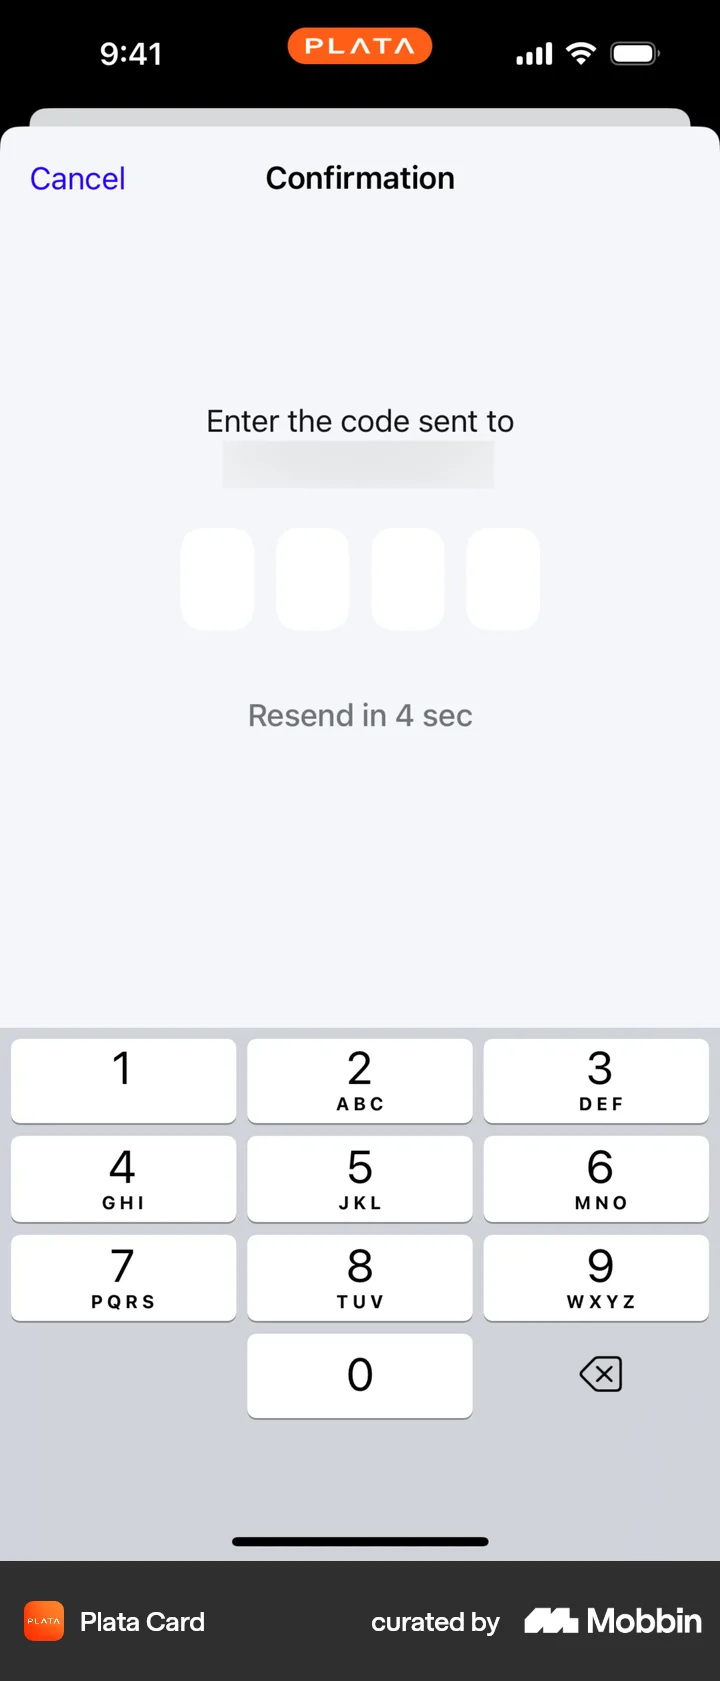 9:41
PLATA
Cancel
Confirmation
Enter the code sent to
Resend in 4 sec
1
2
ABC
3
DEF
4
GHI
5
JKL
6
MNO
7
PQRS
8
TUV
9
WXYZ
0
PLATA
Plata Card
curated by
Mobbin